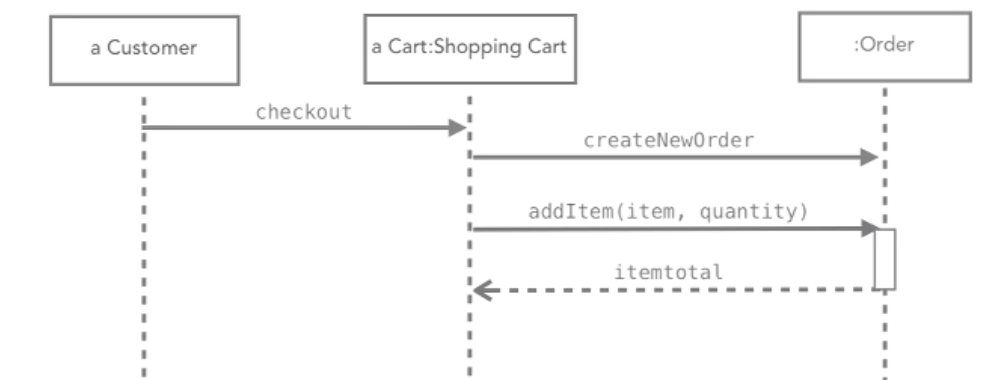 a Customer
a Cart:Shopping Cart
:Order
checkout
createNewOrder
addItem(item, quantity)
itemtotal